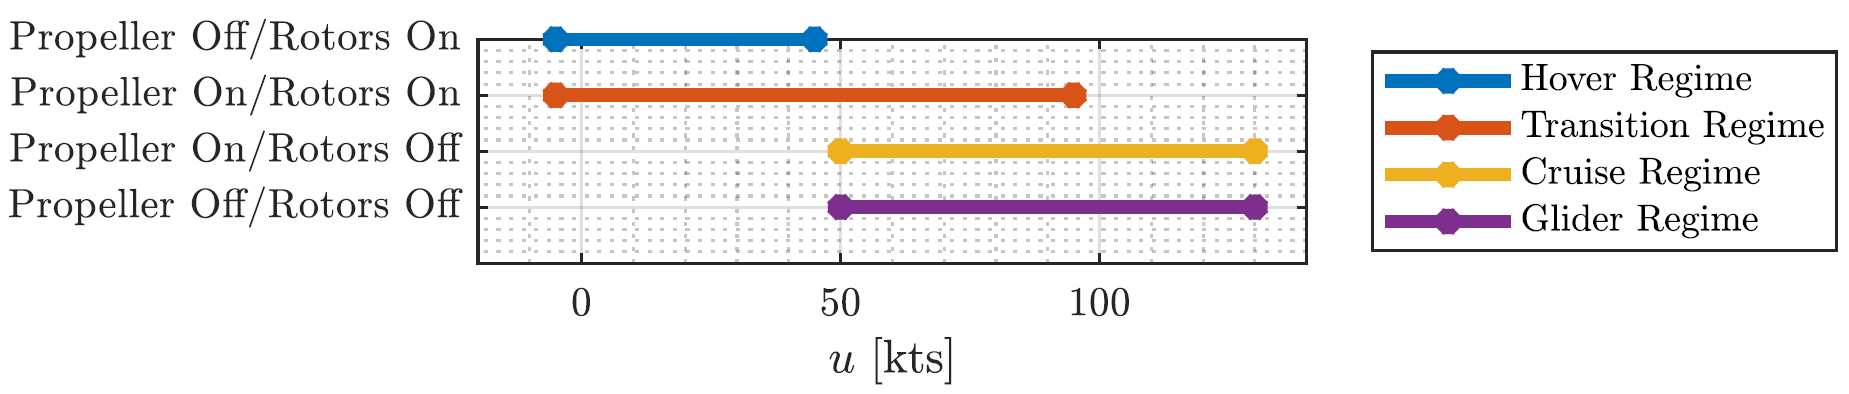 Propeller Off/Rotors On
Propeller On/Rotors On
Propeller On/Rotors Off
Propeller Off/Rotors Off
0 50 100
u [kts]
Hover Regime
Transition Regime
Cruise Regime
Glider Regime